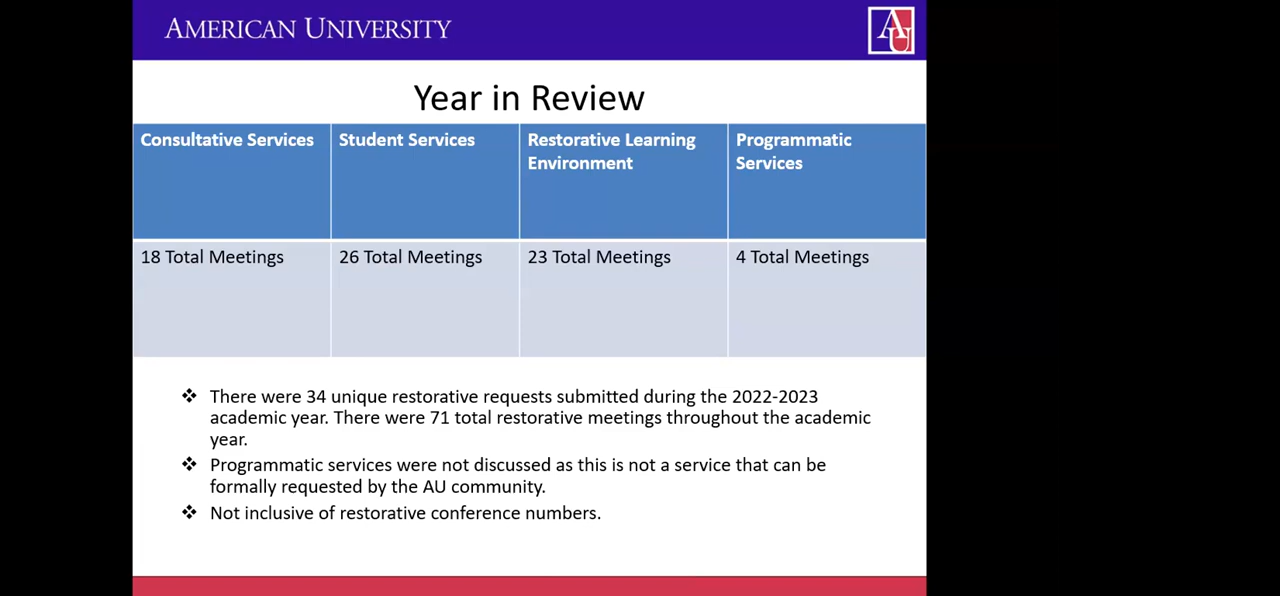 AMERICAN UNIVERSITY
AU
Year in Review
Consultative Services
Student Services
Restorative Learning
Environment
Programmatic
Services
18 Total Meetings
26 Total Meetings
23 Total Meetings
4 Total Meetings
❖ There were 34 unique restorative requests submitted during the 2022-2023
academic year. There were 71 total restorative meetings throughout the academic
year.
❖ Programmatic services were not discussed as this is not a service that can be
formally requested by the AU community.
❖ Not inclusive of restorative conference numbers.